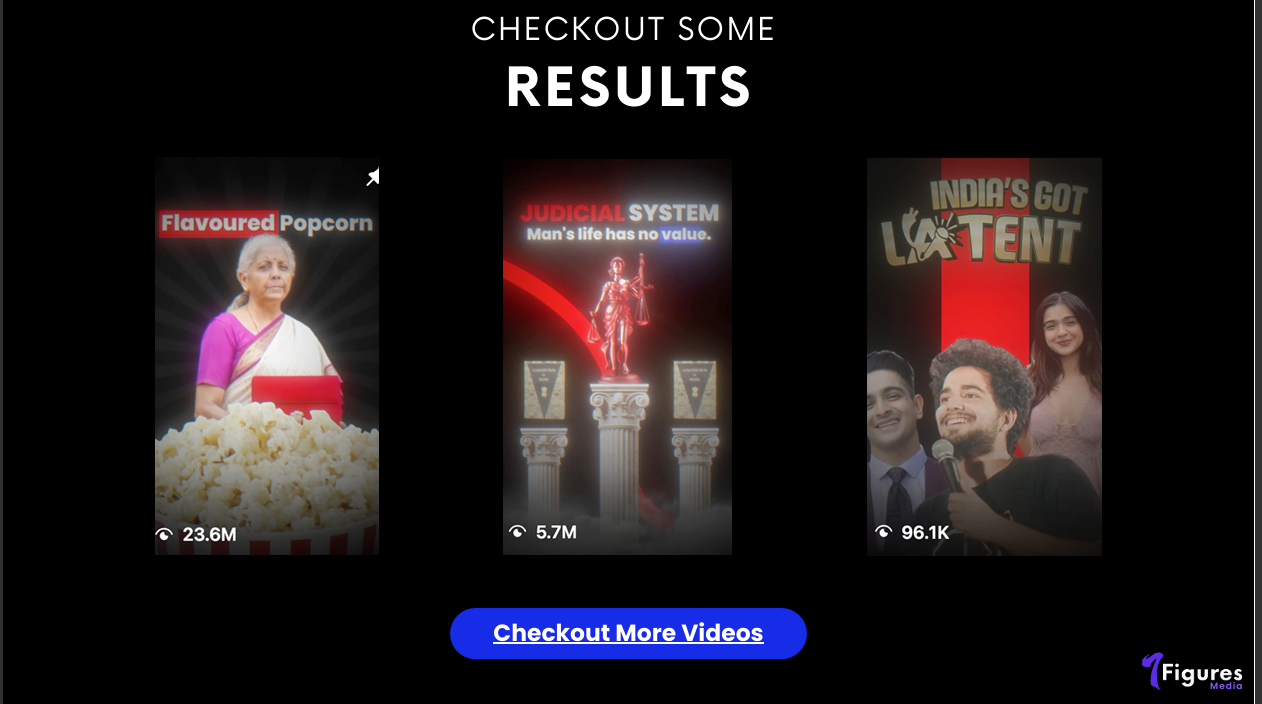 CHECKOUT SOME
RESULTS
Flavoured Popcorn
23.6M
JUDICIAL SYSTEM
Man's life has no value.
5.7M
INDIA'S GOT
LATENT
96.1K
Checkout More Videos
7Figures
Media